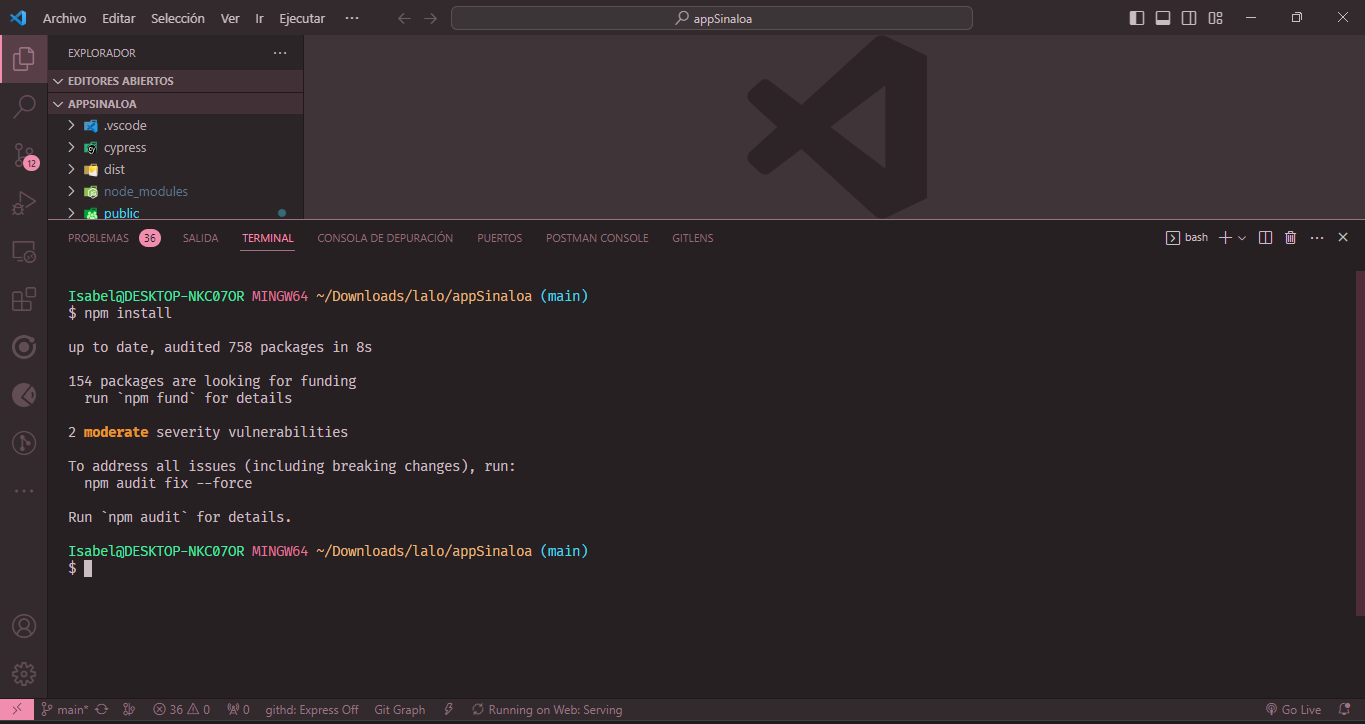 Archivo Editar Selección Ver Ir Ejecutar ··· appSinaloa
EXPLORADOR ···
EDITORES ABIERTOS
APPSINALOA
.vscode
cypress
dist
node_modules
public
12
PROBLEMAS 36 SALIDA TERMINAL CONSOLA DE DEPURACIÓN PUERTOS POSTMAN CONSOLE GITLENS bash
Isabel@DESKTOP-NKC07OR MINGW64 ~/Downloads/lalo/appSinaloa (main)
$ npm install
up to date, audited 758 packages in 8s
154 packages are looking for funding
run `npm fund` for details
2 moderate severity vulnerabilities
To address all issues (including breaking changes), run:
npm audit fix --force
Run `npm audit` for details.
Isabel@DESKTOP-NKC07OR MINGW64 ~/Downloads/lalo/appSinaloa (main)
$
main* 36 0 0 githd: Express Off Git Graph Running on Web: Serving Go Live